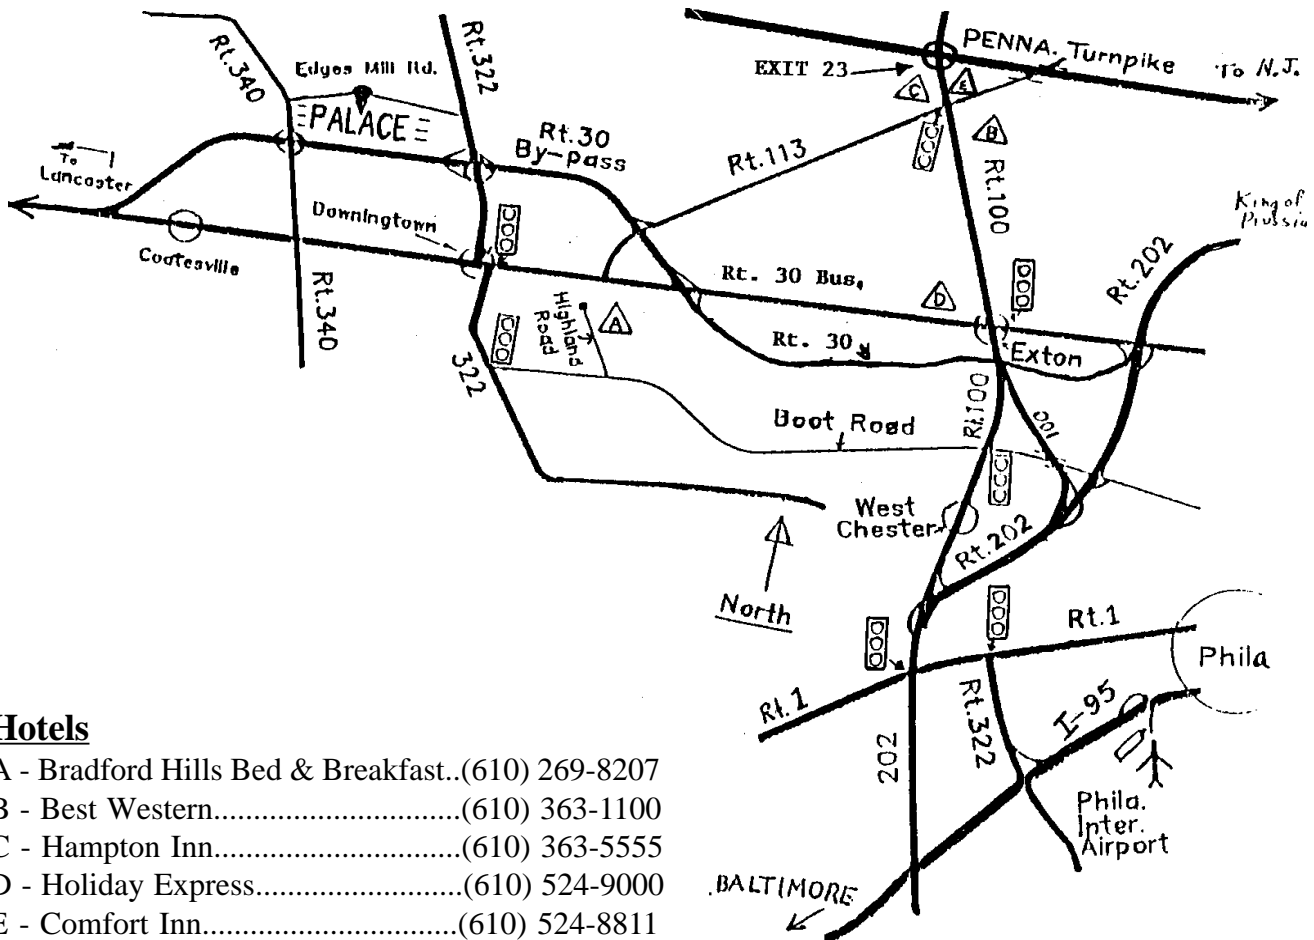 Rt.340
Edges Mill Rd.
PALACE
Rt.322
Rt.30
By-pass
To
Lancaster
Coatesville
Downingtown
Rt.340
322
Highland
Road
A
Rt.113
EXIT 23
PENNA. Turnpike
To N.J.
C
E
B
Rt.100
King of
Prussia
Rt.202
Rt. 30 Bus.
D
Rt. 30
Exton
Boot Road
Rt.100
100
West
Chester
Rt.202
North
Rt.1
Phila
Rt.1
Rt.322
I-95
202
Phila.
Inter.
Airport
BALTIMORE
Hotels
A - Bradford Hills Bed & Breakfast..(610) 269-8207
B - Best Western............................(610) 363-1100
C - Hampton Inn............................(610) 363-5555
D - Holiday Express.......................(610) 524-9000
E - Comfort Inn.............................(610) 524-8811